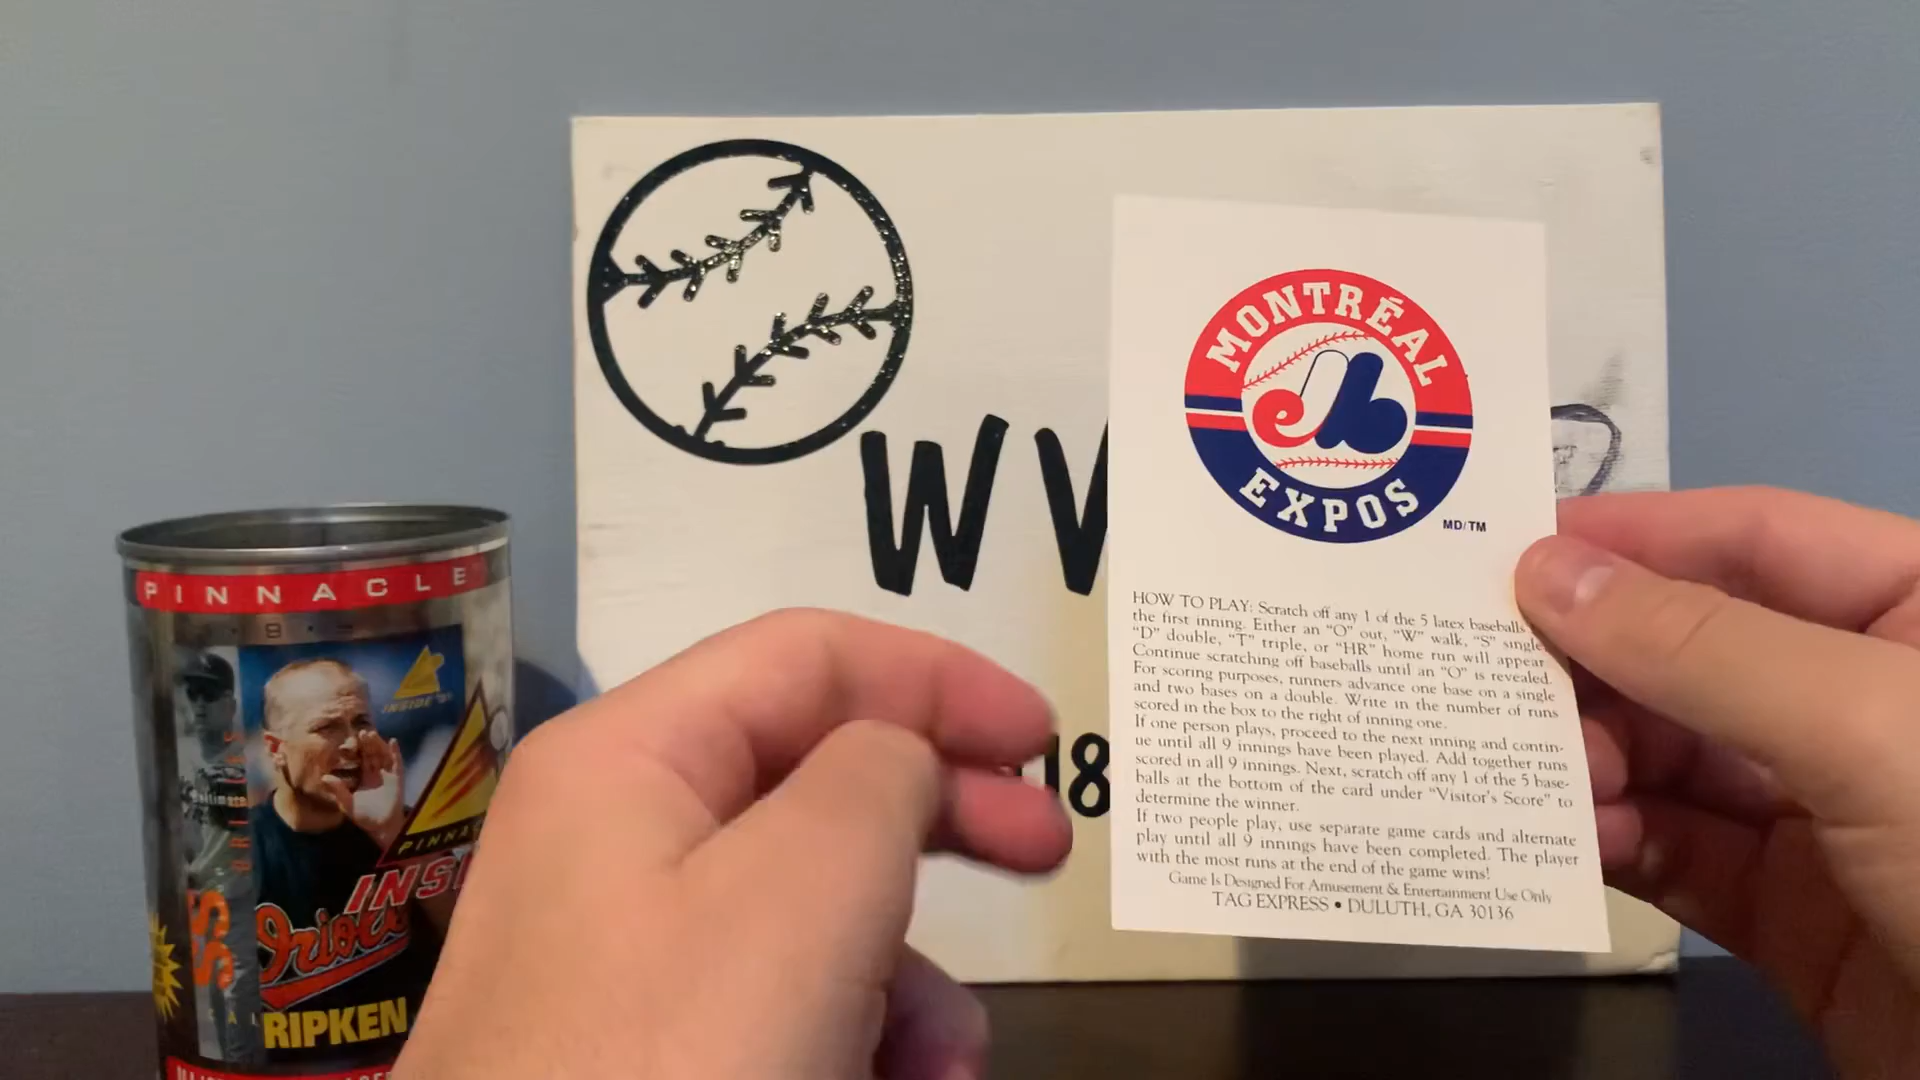 MONTRÉAL
EXPOS
MD/TM
HOW TO PLAY: Scratch off any 1 of the 5 latex baseballs
the first inning. Either an “O” out, “W” walk, “S” single,
“D” double, “T” triple, or “HR” home run will appear.
Continue scratching off baseballs until an “O” is revealed.
For scoring purposes, runners advance one base on a single
and two bases on a double. Write in the number of runs
scored in the box to the right of inning one.
If one person plays, proceed to the next inning and contin-
ue until all 9 innings have been played. Add together runs
scored in all 9 innings. Next, scratch off any 1 of the 5 base-
balls at the bottom of the card under “Visitor's Score” to
determine the winner.
If two people play, use separate game cards and alternate
play until all 9 innings have been completed. The player
with the most runs at the end of the game wins!
Game Is Designed For Amusement & Entertainment Use Only
TAG EXPRESS • DULUTH, GA 30136
W
18
PINNACLE
INSIDE
Orioles
SS
CAL
RIPKEN